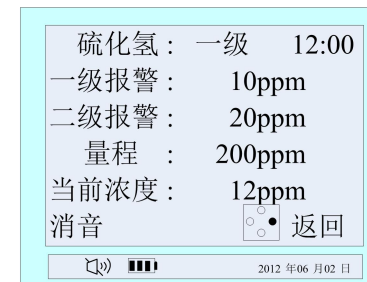 硫化氢： 一级 12:00
一级报警： 10ppm
二级报警： 20ppm
量程 ： 200ppm
当前浓度： 12ppm
消音 返回
2012 年06 月02 日